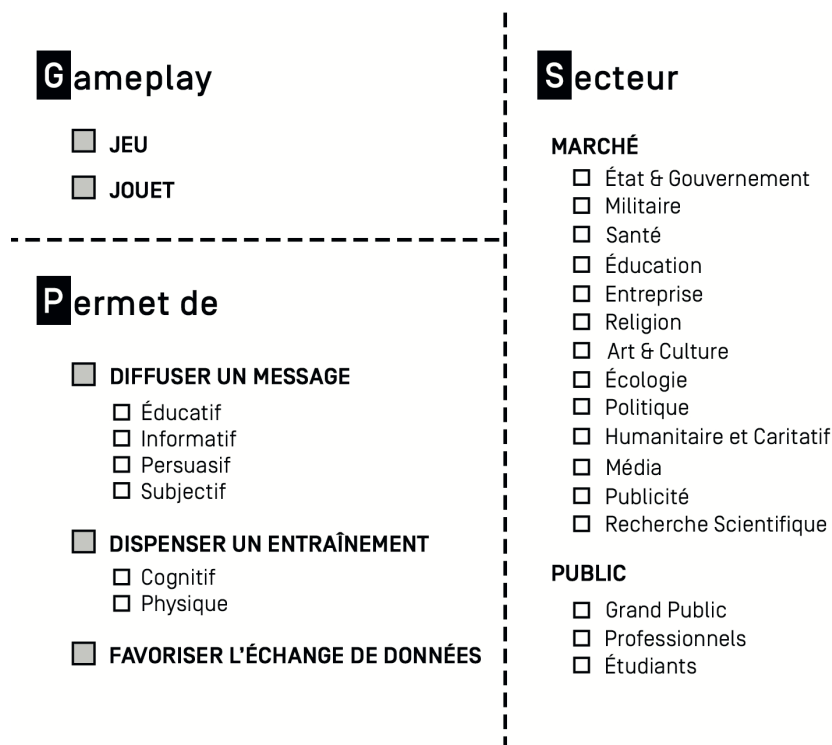 Gameplay
JEU
JOUET
Permet de
DIFFUSER UN MESSAGE
Éducatif
Informatif
Persuasif
Subjectif
DISPENSER UN ENTRAÎNEMENT
Cognitif
Physique
FAVORISER L'ÉCHANGE DE DONNÉES
Secteur
MARCHÉ
État & Gouvernement
Militaire
Santé
Éducation
Entreprise
Religion
Art & Culture
Écologie
Politique
Humanitaire et Caritatif
Média
Publicité
Recherche Scientifique
PUBLIC
Grand Public
Professionnels
Étudiants